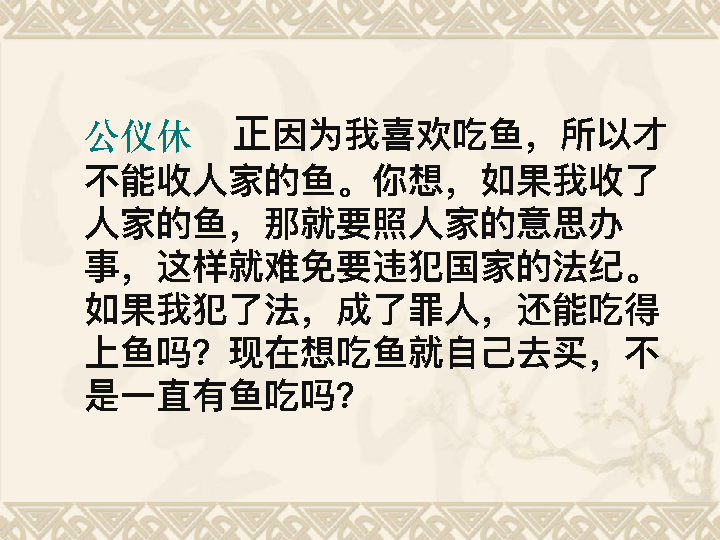 公仪休　正因为我喜欢吃鱼，所以才
不能收人家的鱼。你想，如果我收了
人家的鱼，那就要照人家的意思办
事，这样就难免要违犯国家的法纪。
如果我犯了法，成了罪人，还能吃得
上鱼吗？现在想吃鱼就自己去买，不
是一直有鱼吃吗？